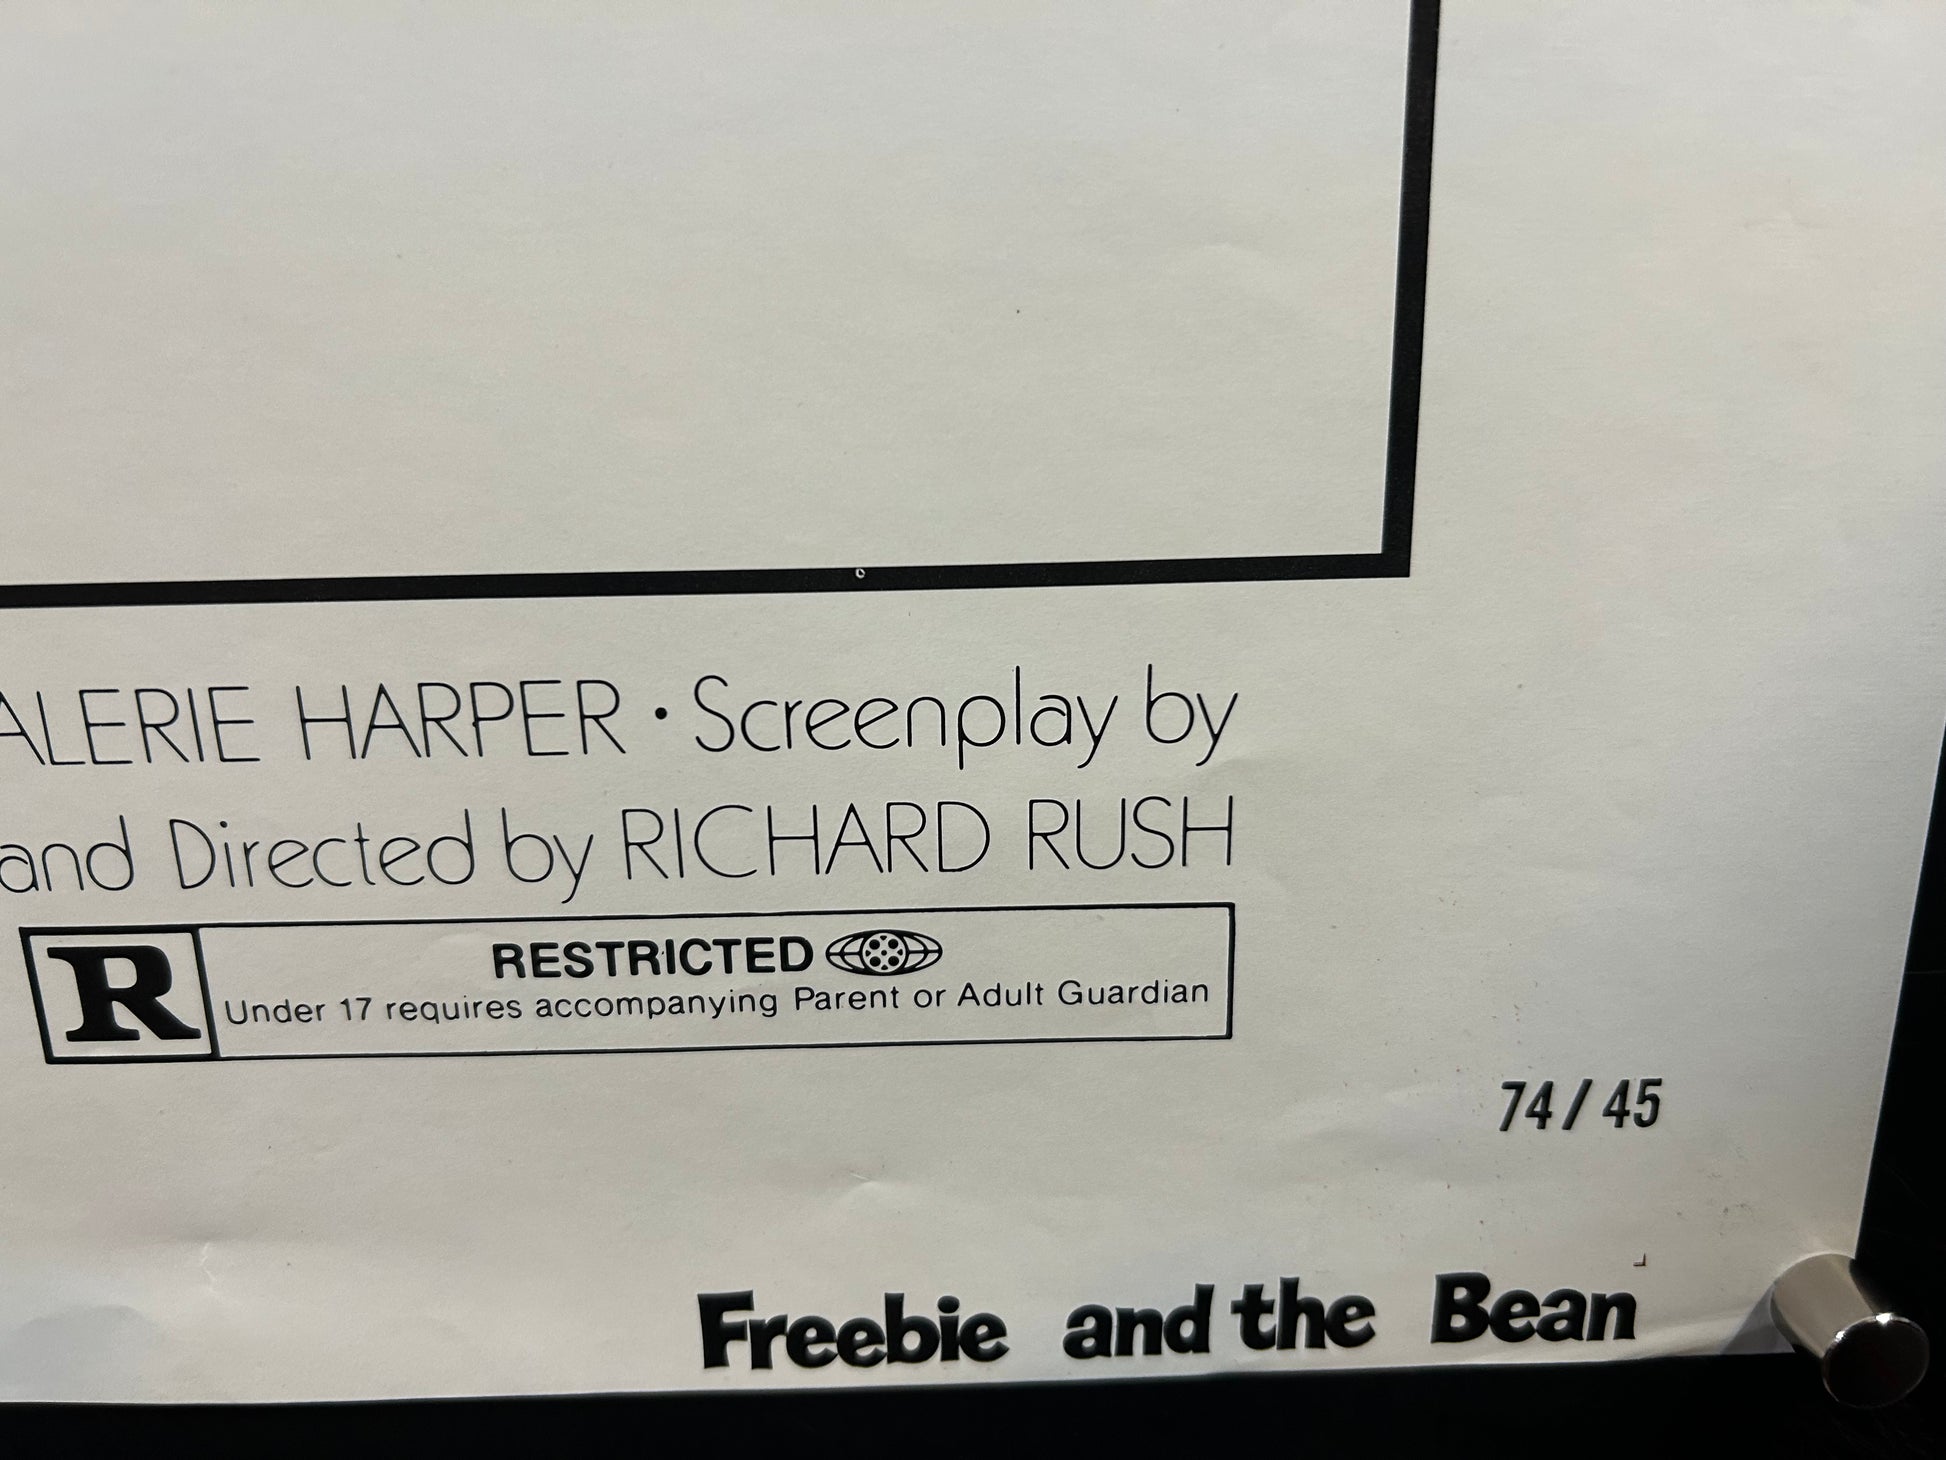 ALERIE HARPER · Screenplay by
and Directed by RICHARD RUSH
R
RESTRICTED
Under 17 requires accompanying Parent or Adult Guardian
74/45
Freebie and the Bean